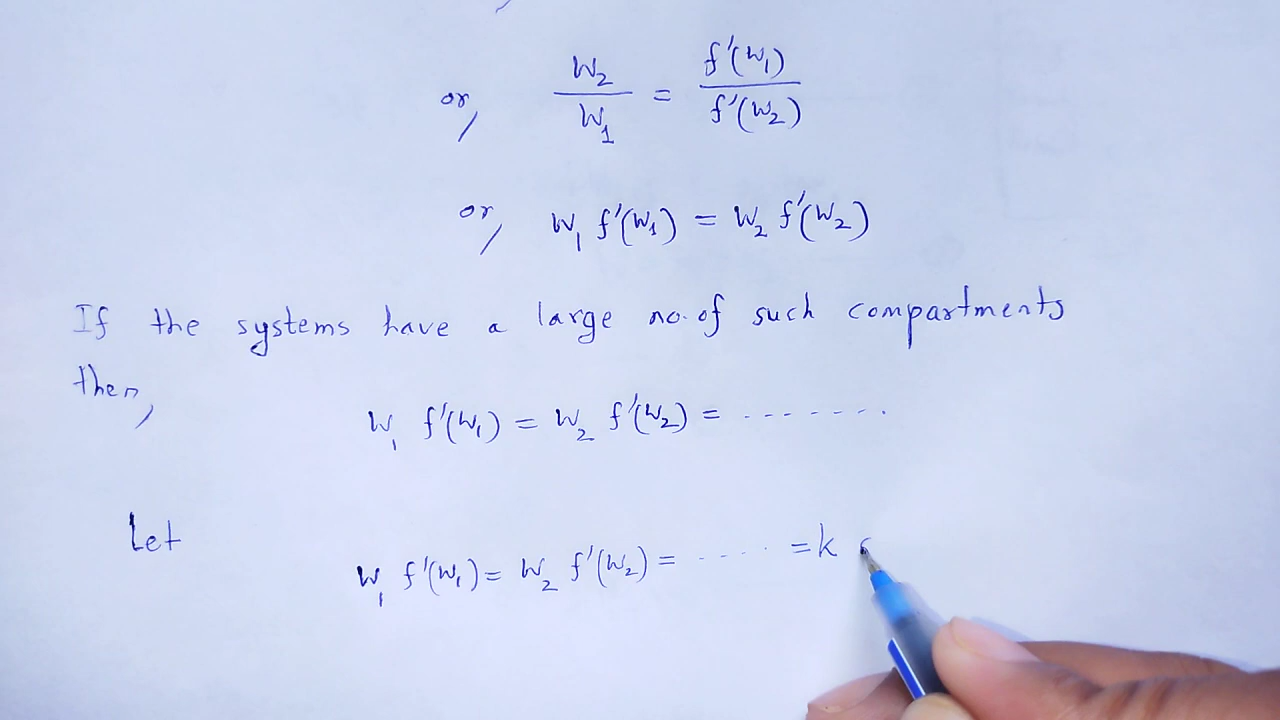 or, W₂/W₁ = f'(W₁)/f'(W₂)
or, W₁ f'(W₁) = W₂ f'(W₂)
If the systems have a large no. of such compartments
then,
W₁ f'(W₁) = W₂ f'(W₂) = - - - - - - - .
Let
W₁ f'(W₁) = W₂ f'(W₂) = - - - - - = k